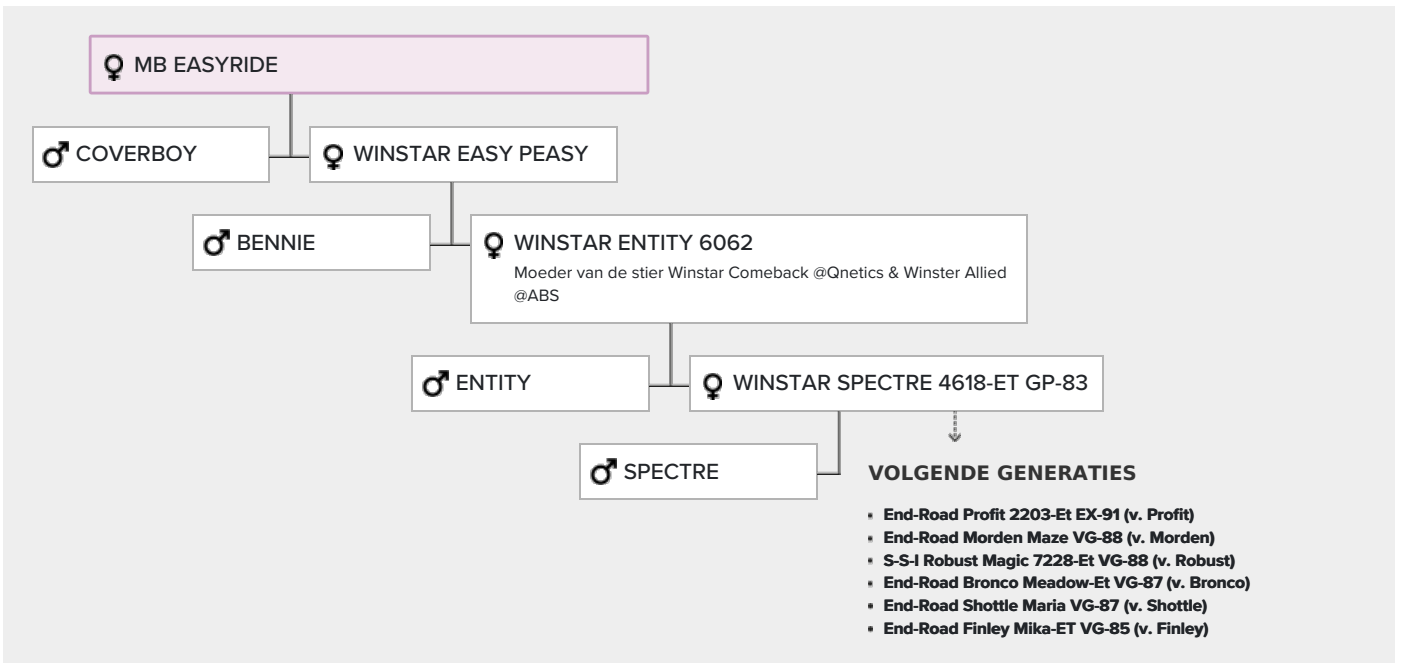 MB EASYRIDE
COVERBOY
WINSTAR EASY PEASY
BENNIE
WINSTAR ENTITY 6062
Moeder van de stier Winstar Comeback @Qnetics & Winster Allied
@ABS
ENTITY
WINSTAR SPECTRE 4618-ET GP-83
SPECTRE
VOLGENDE GENERATIES
End-Road Profit 2203-Et EX-91 (v. Profit)
End-Road Morden Maze VG-88 (v. Morden)
S-S-I Robust Magic 7228-Et VG-88 (v. Robust)
End-Road Bronco Meadow-Et VG-87 (v. Bronco)
End-Road Shottle Maria VG-87 (v. Shottle)
End-Road Finley Mika-ET VG-85 (v. Finley)